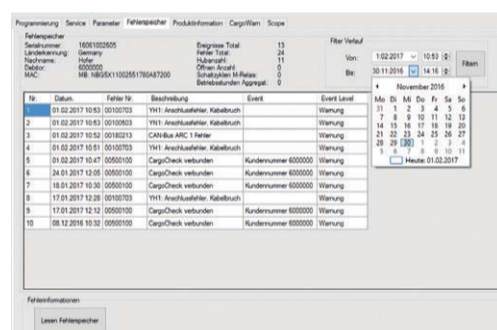 Programmierung Service Parameter Fehlerspeicher Produktinformation CargoWarn Scope
Fehlerspeicher
Seriennummer: 16061002605
Länderkennung: Germany
Name: Hofer
Debitor: 6000000
MAC:
Ereignisse Total: 13
Fehler Total: 24
Hubanzahl: 11
Öffnen Anzahl: 0
Schaltzyklen M-Relais: 0
Betriebsstunden Aggregat: 0
Filter Verlauf
Von: 1.02.2017 10:53
Bis: 30.11.2016 14:16
Filtern
November 2016
Mo Di Mi Do Fr Sa So
31 1 2 3 4 5 6
7 8 9 10 11 12 13
14 15 16 17 18 19 20
21 22 23 24 25 26 27
28 29 30 1 2 3 4
5 6 7 8 9 10 11
Heute: 01.02.2017
Nr. Datum. Fehler Nr. Beschreibung Event Event Level
1 01.02.2017 10:53 00100703 YH1: Anschlussfehler, Kabelbruch Warnung
2 01.02.2017 10:53 00100503 YN1: Anschlussfehler, Kabelbruch Warnung
3 01.02.2017 10:52 00180213 CAN-Bus ARC 1 Fehler Warnung
4 01.02.2017 10:51 00100703 YH1: Anschlussfehler, Kabelbruch Warnung
5 01.02.2017 10:47 00500100 CargoCheck verbunden Kundennummer 6000000 Warnung
6 24.01.2017 12:05 00500100 CargoCheck verbunden Kundennummer 6000000 Warnung
7 18.01.2017 10:30 00500100 CargoCheck verbunden Kundennummer 6000000 Warnung
8 17.01.2017 12:28 00100703 YH1: Anschlussfehler, Kabelbruch Warnung
9 17.01.2017 12:12 00500100 CargoCheck verbunden Kundennummer 6000000 Warnung
10 08.12.2016 10:32 00500100 CargoCheck verbunden Kundennummer 6000000 Warnung
Fehlerinformationen
Lesen Fehlerspeicher